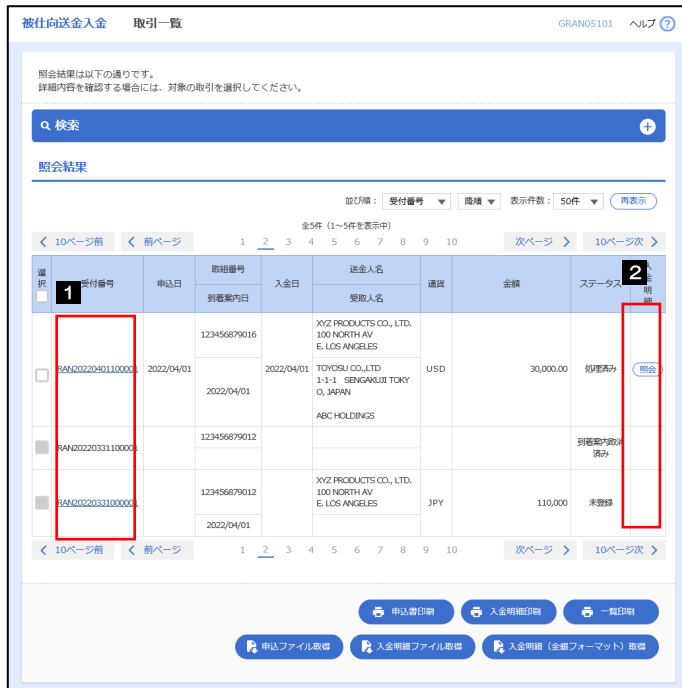 被仕向送金入金 取引一覧 GRAN05101 ヘルプ ?
照会結果は以下の通りです。
詳細内容を確認する場合には、対象の取引を選択してください。
検索
照会結果
並び順： 受付番号 降順 表示件数： 50件 再表示
全5件（1～5件を表示中）
10ページ前 前ページ 1 2 3 4 5 6 7 8 9 10 次ページ 10ページ次
選択 受付番号 申込日 取組番号 入金日 送金人名 通貨 金額 ステータス 入金明細
到着案内日 受取人名
1
2
123456879016 XYZ PRODUCTS CO., LTD.
100 NORTH AV
E. LOS ANGELES
RAN20220401100001 2022/04/01 2022/04/01 2022/04/01 TOYOSU CO.,LTD USD 30,000.00 処理済み 照会
1-1-1 SENGAKUJI TOKY
O, JAPAN
ABC HOLDINGS
RAN20220331100001 123456879012 到着案内取消
済み
RAN20220331000001 123456879012 XYZ PRODUCTS CO., LTD. JPY 110,000 未登録
100 NORTH AV
E. LOS ANGELES
2022/04/01
10ページ前 前ページ 1 2 3 4 5 6 7 8 9 10 次ページ 10ページ次
申込書印刷 入金明細印刷 一覧印刷
申込ファイル取得 入金明細ファイル取得 入金明細（全銀フォーマット）取得